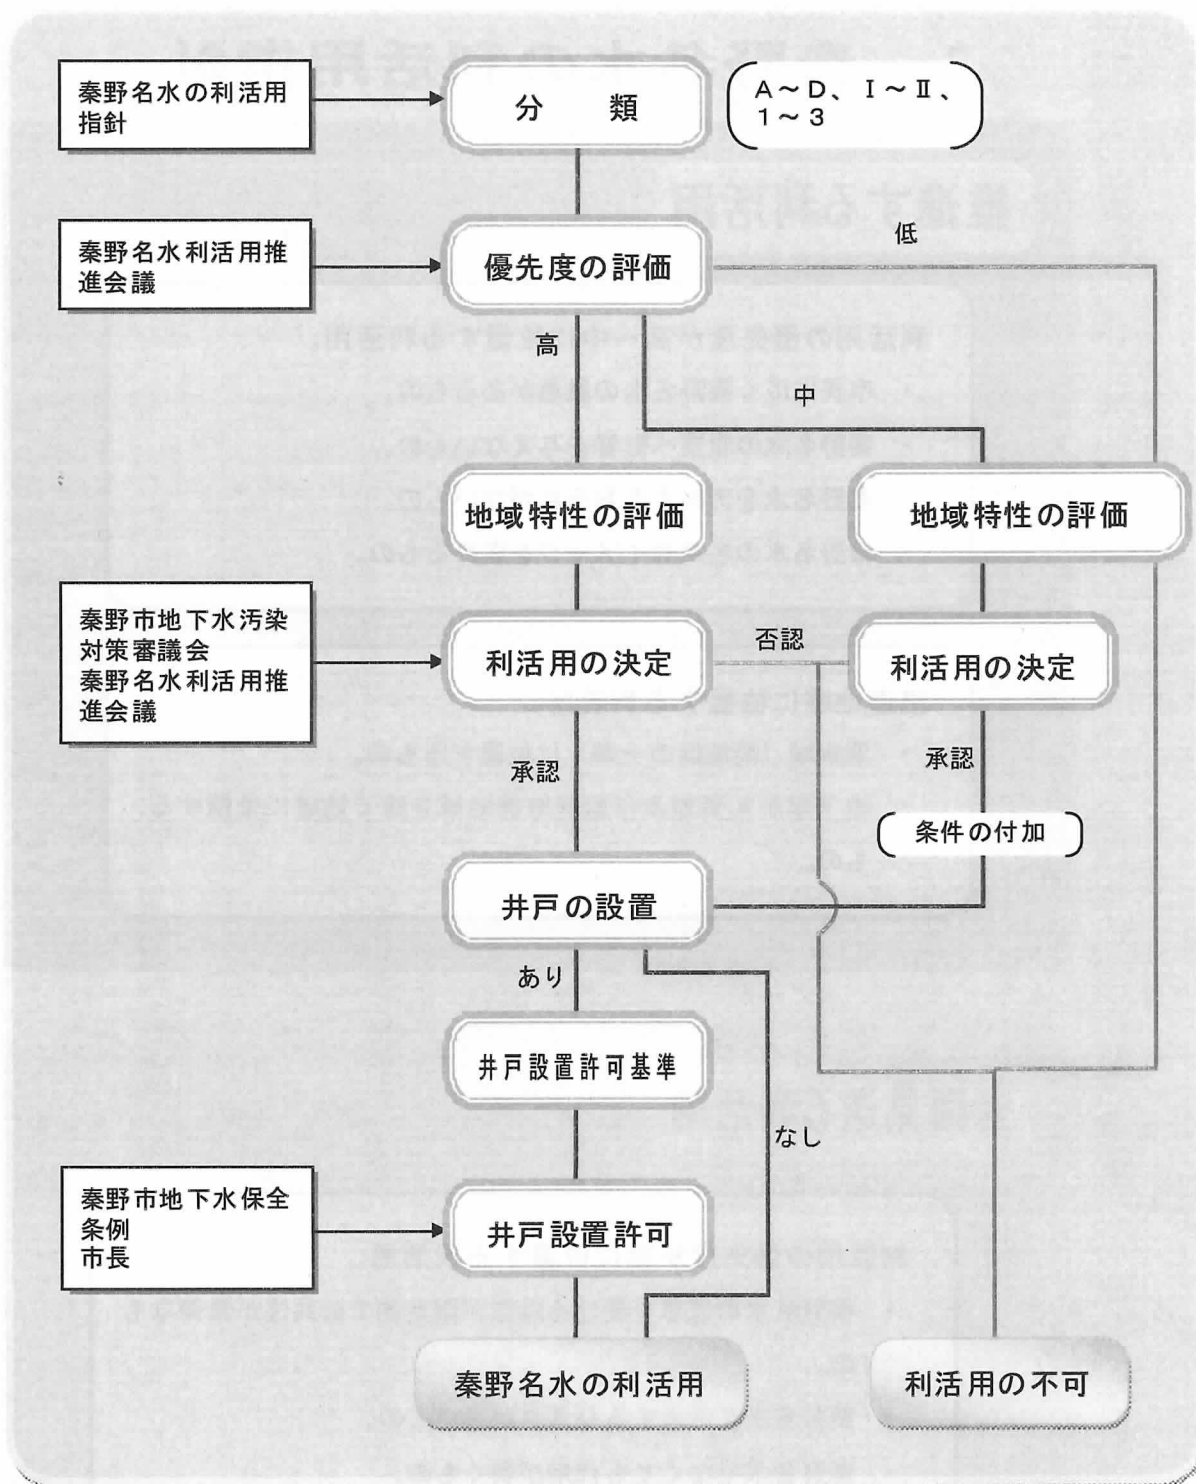 秦野名水の利活用
指針
分　　類
A～D、Ⅰ～Ⅱ、
1～3
秦野名水利活用推
進会議
優先度の評価
低
高
中
地域特性の評価
地域特性の評価
秦野市地下水汚染
対策審議会
秦野名水利活用推
進会議
利活用の決定
否認
利活用の決定
承認
承認
条件の付加
井戸の設置
あり
井戸設置許可基準
なし
秦野市地下水保全
条例
市長
井戸設置許可
秦野名水の利活用
利活用の不可